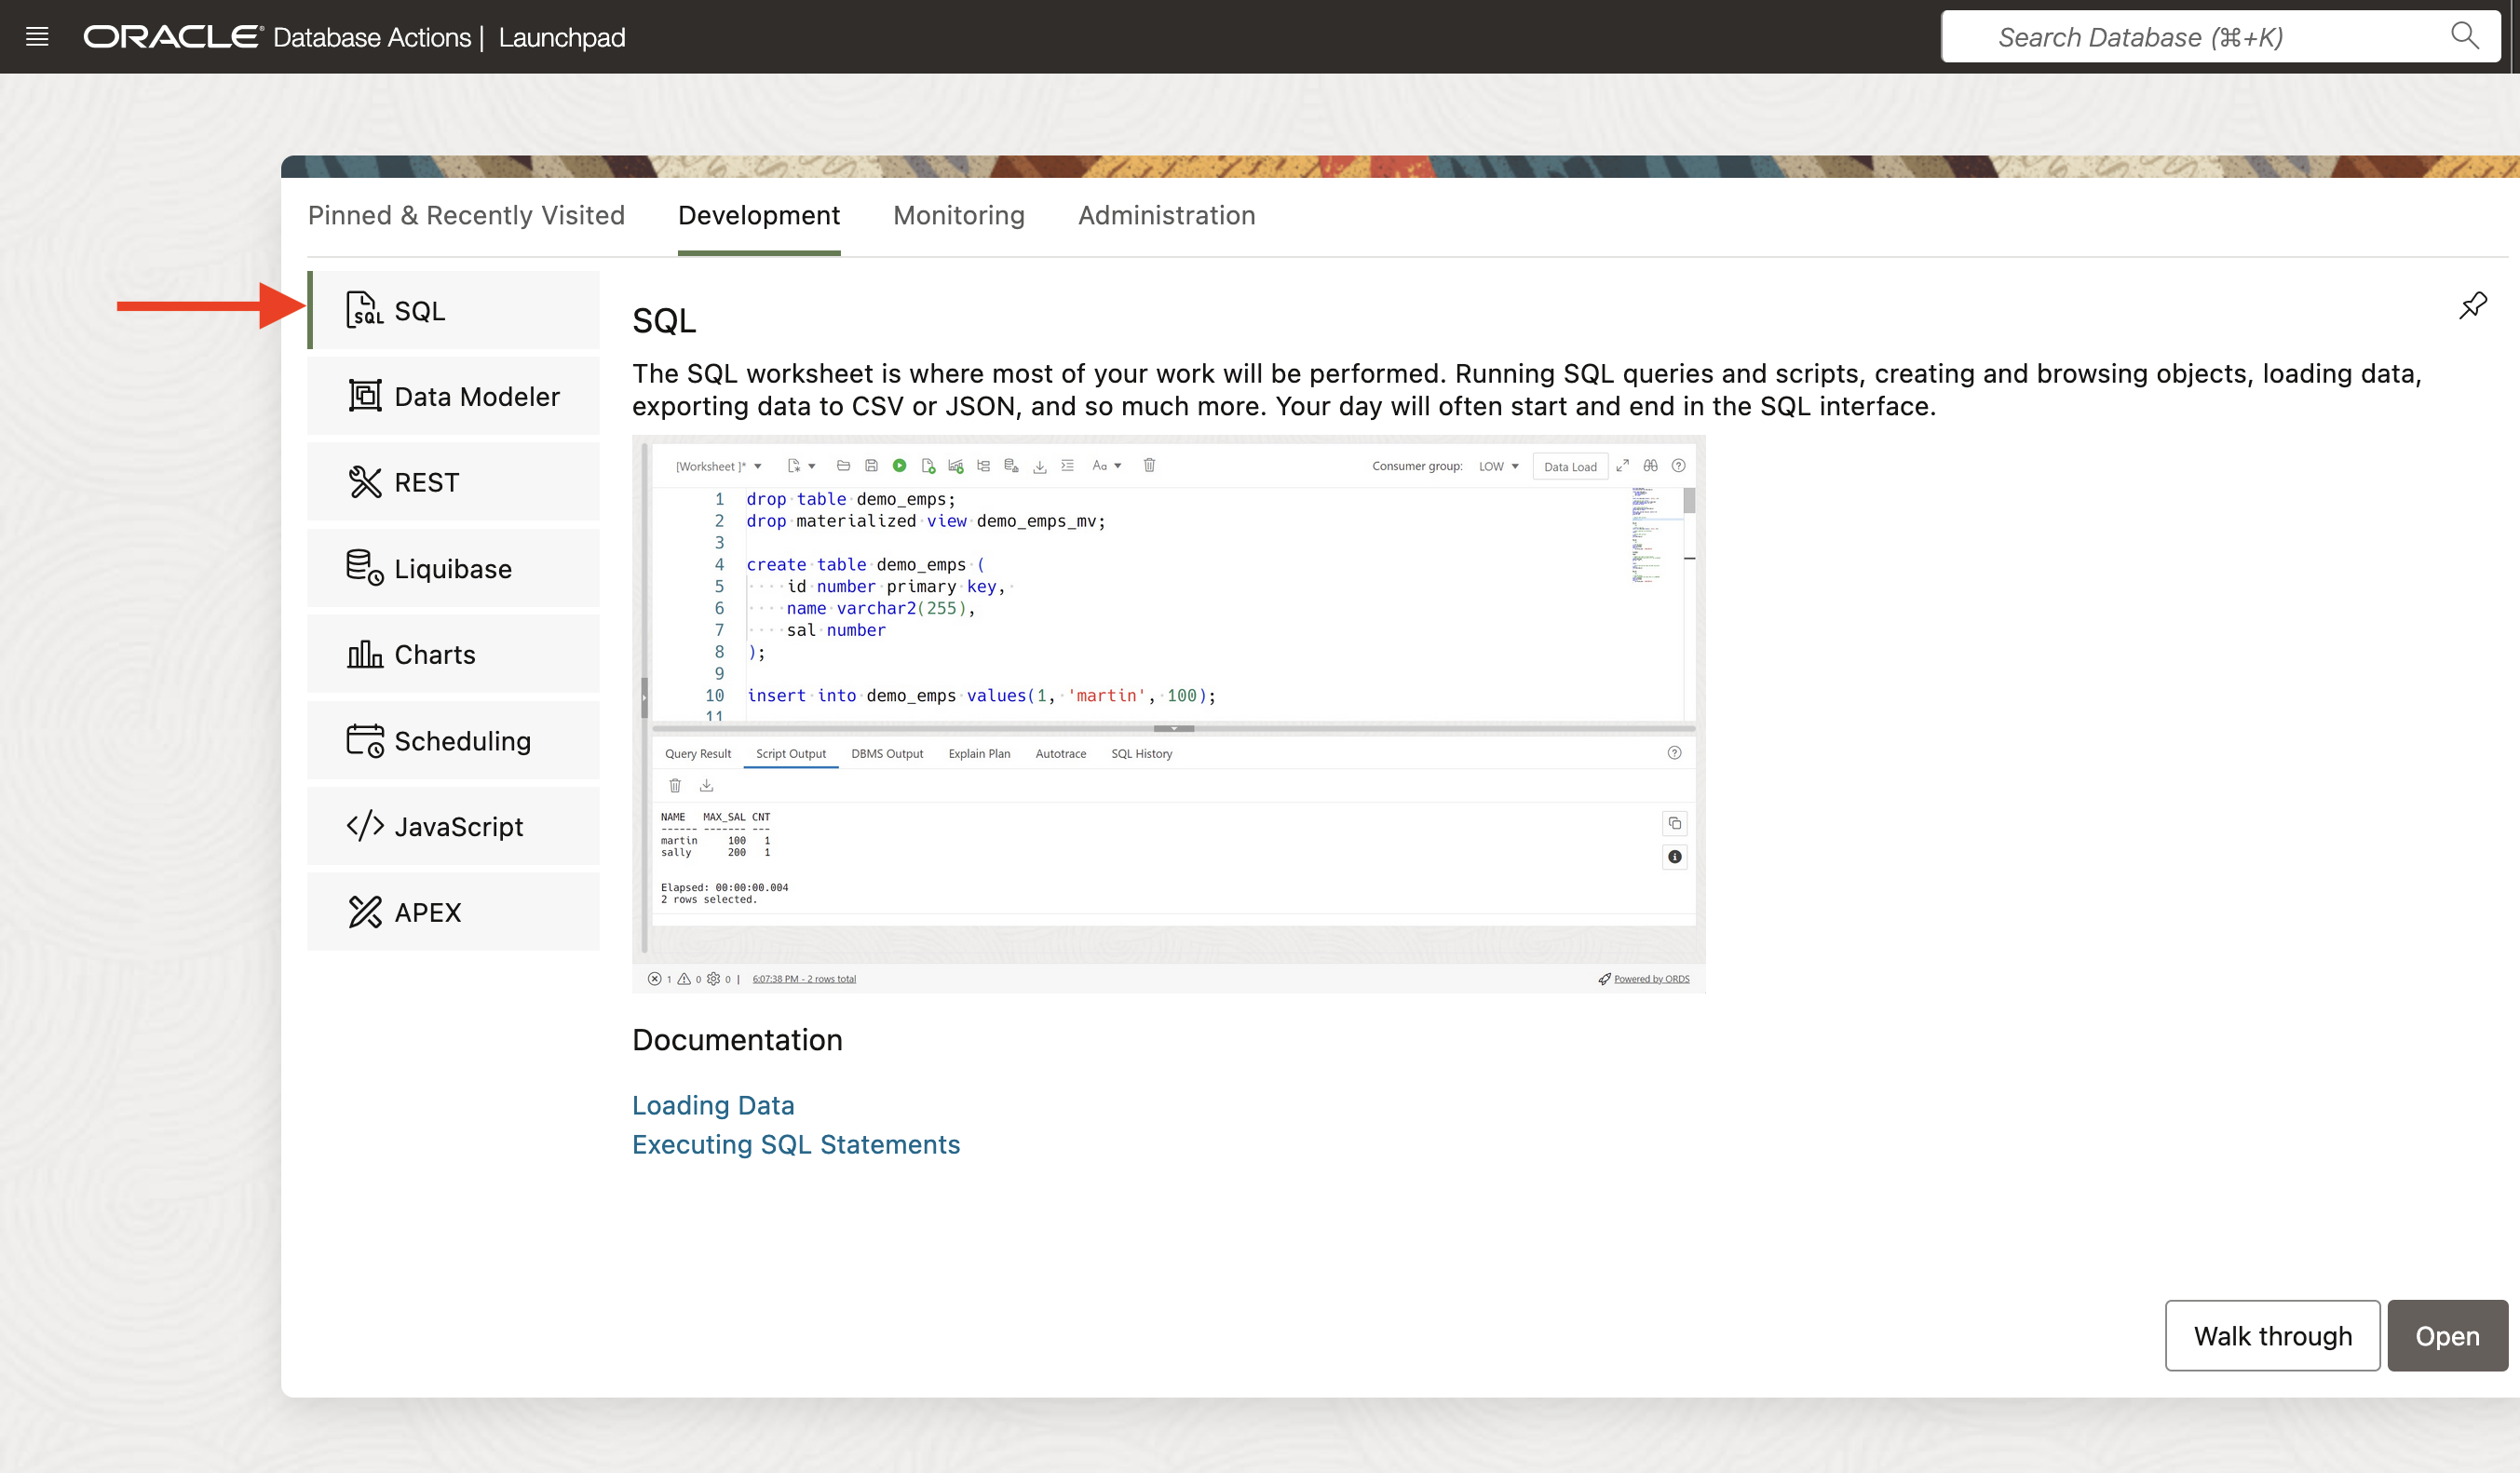 ORACLE Database Actions | Launchpad
Search Database (⌘+K)
Pinned & Recently Visited
Development
Monitoring
Administration
SQL
Data Modeler
REST
Liquibase
Charts
Scheduling
JavaScript
APEX
SQL
The SQL worksheet is where most of your work will be performed. Running SQL queries and scripts, creating and browsing objects, loading data,
exporting data to CSV or JSON, and so much more. Your day will often start and end in the SQL interface.
[Worksheet ]*
Aa
Consumer group: LOW
Data Load
1 drop table demo_emps;
2 drop materialized view demo_emps_mv;
3
4 create table demo_emps (
5 id number primary key,
6 name varchar2(255),
7 sal number
8 );
9
10 insert into demo_emps values(1, 'martin', 100);
11
Query Result
Script Output
DBMS Output
Explain Plan
Autotrace
SQL History
NAME MAX_SAL CNT
------ ------- ---
martin 100 1
sally 200 1
Elapsed: 00:00:00.004
2 rows selected.
1 0 0 | 6:07:38 PM - 2 rows total
Powered by ORDS
Documentation
Loading Data
Executing SQL Statements
Walk through
Open